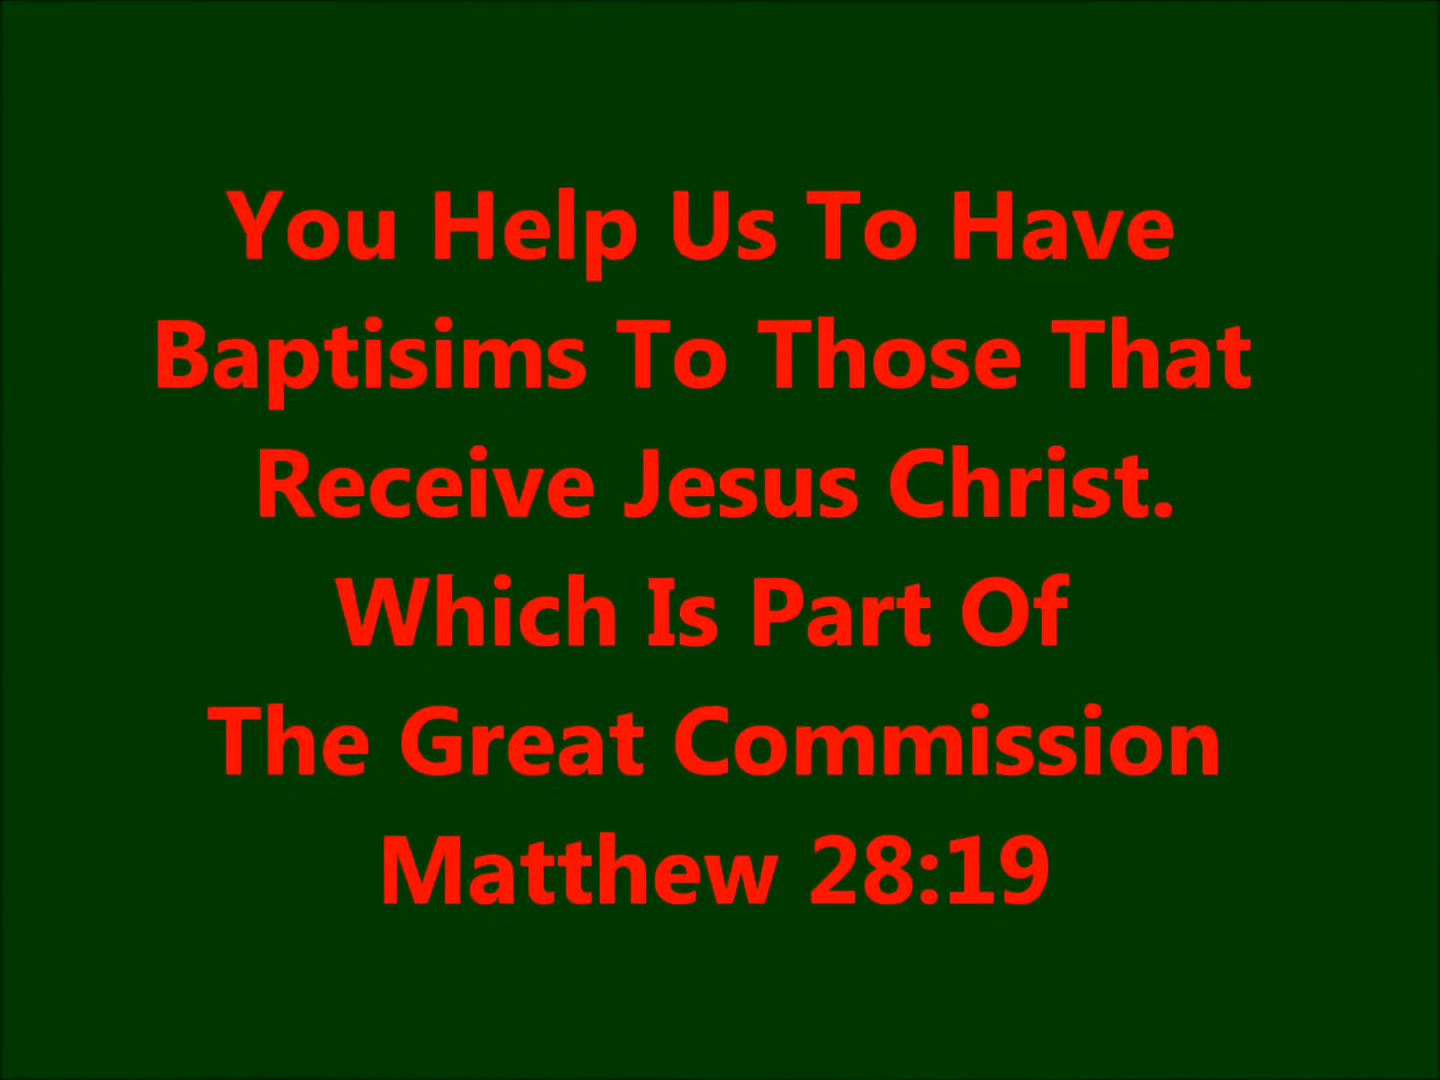 You Help Us To Have
Baptisims To Those That
Receive Jesus Christ.
Which Is Part Of
The Great Commission
Matthew 28:19